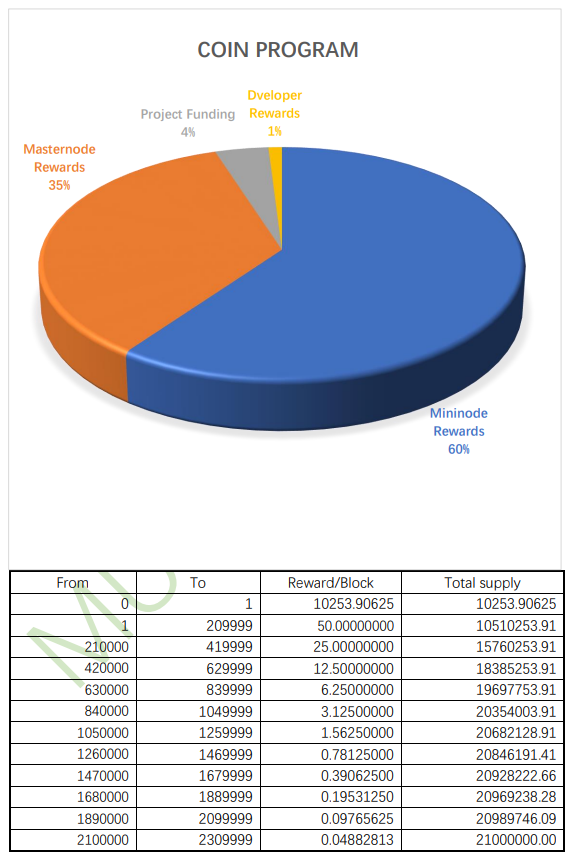 COIN PROGRAM
Dveloper
Rewards
1%
Project Funding
4%
Masternode
Rewards
35%
Mininode
Rewards
60%
From To Reward/Block Total supply
0 1 10253.90625 10253.90625
1 209999 50.00000000 10510253.91
210000 419999 25.00000000 15760253.91
420000 629999 12.50000000 18385253.91
630000 839999 6.25000000 19697753.91
840000 1049999 3.12500000 20354003.91
1050000 1259999 1.56250000 20682128.91
1260000 1469999 0.78125000 20846191.41
1470000 1679999 0.39062500 20928222.66
1680000 1889999 0.19531250 20969238.28
1890000 2099999 0.09765625 20989746.09
2100000 2309999 0.04882813 21000000.00